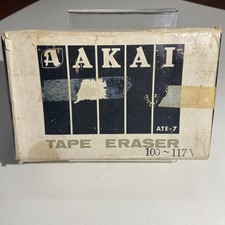 AKAI
ATE-7
TAPE ERASER
100~117V